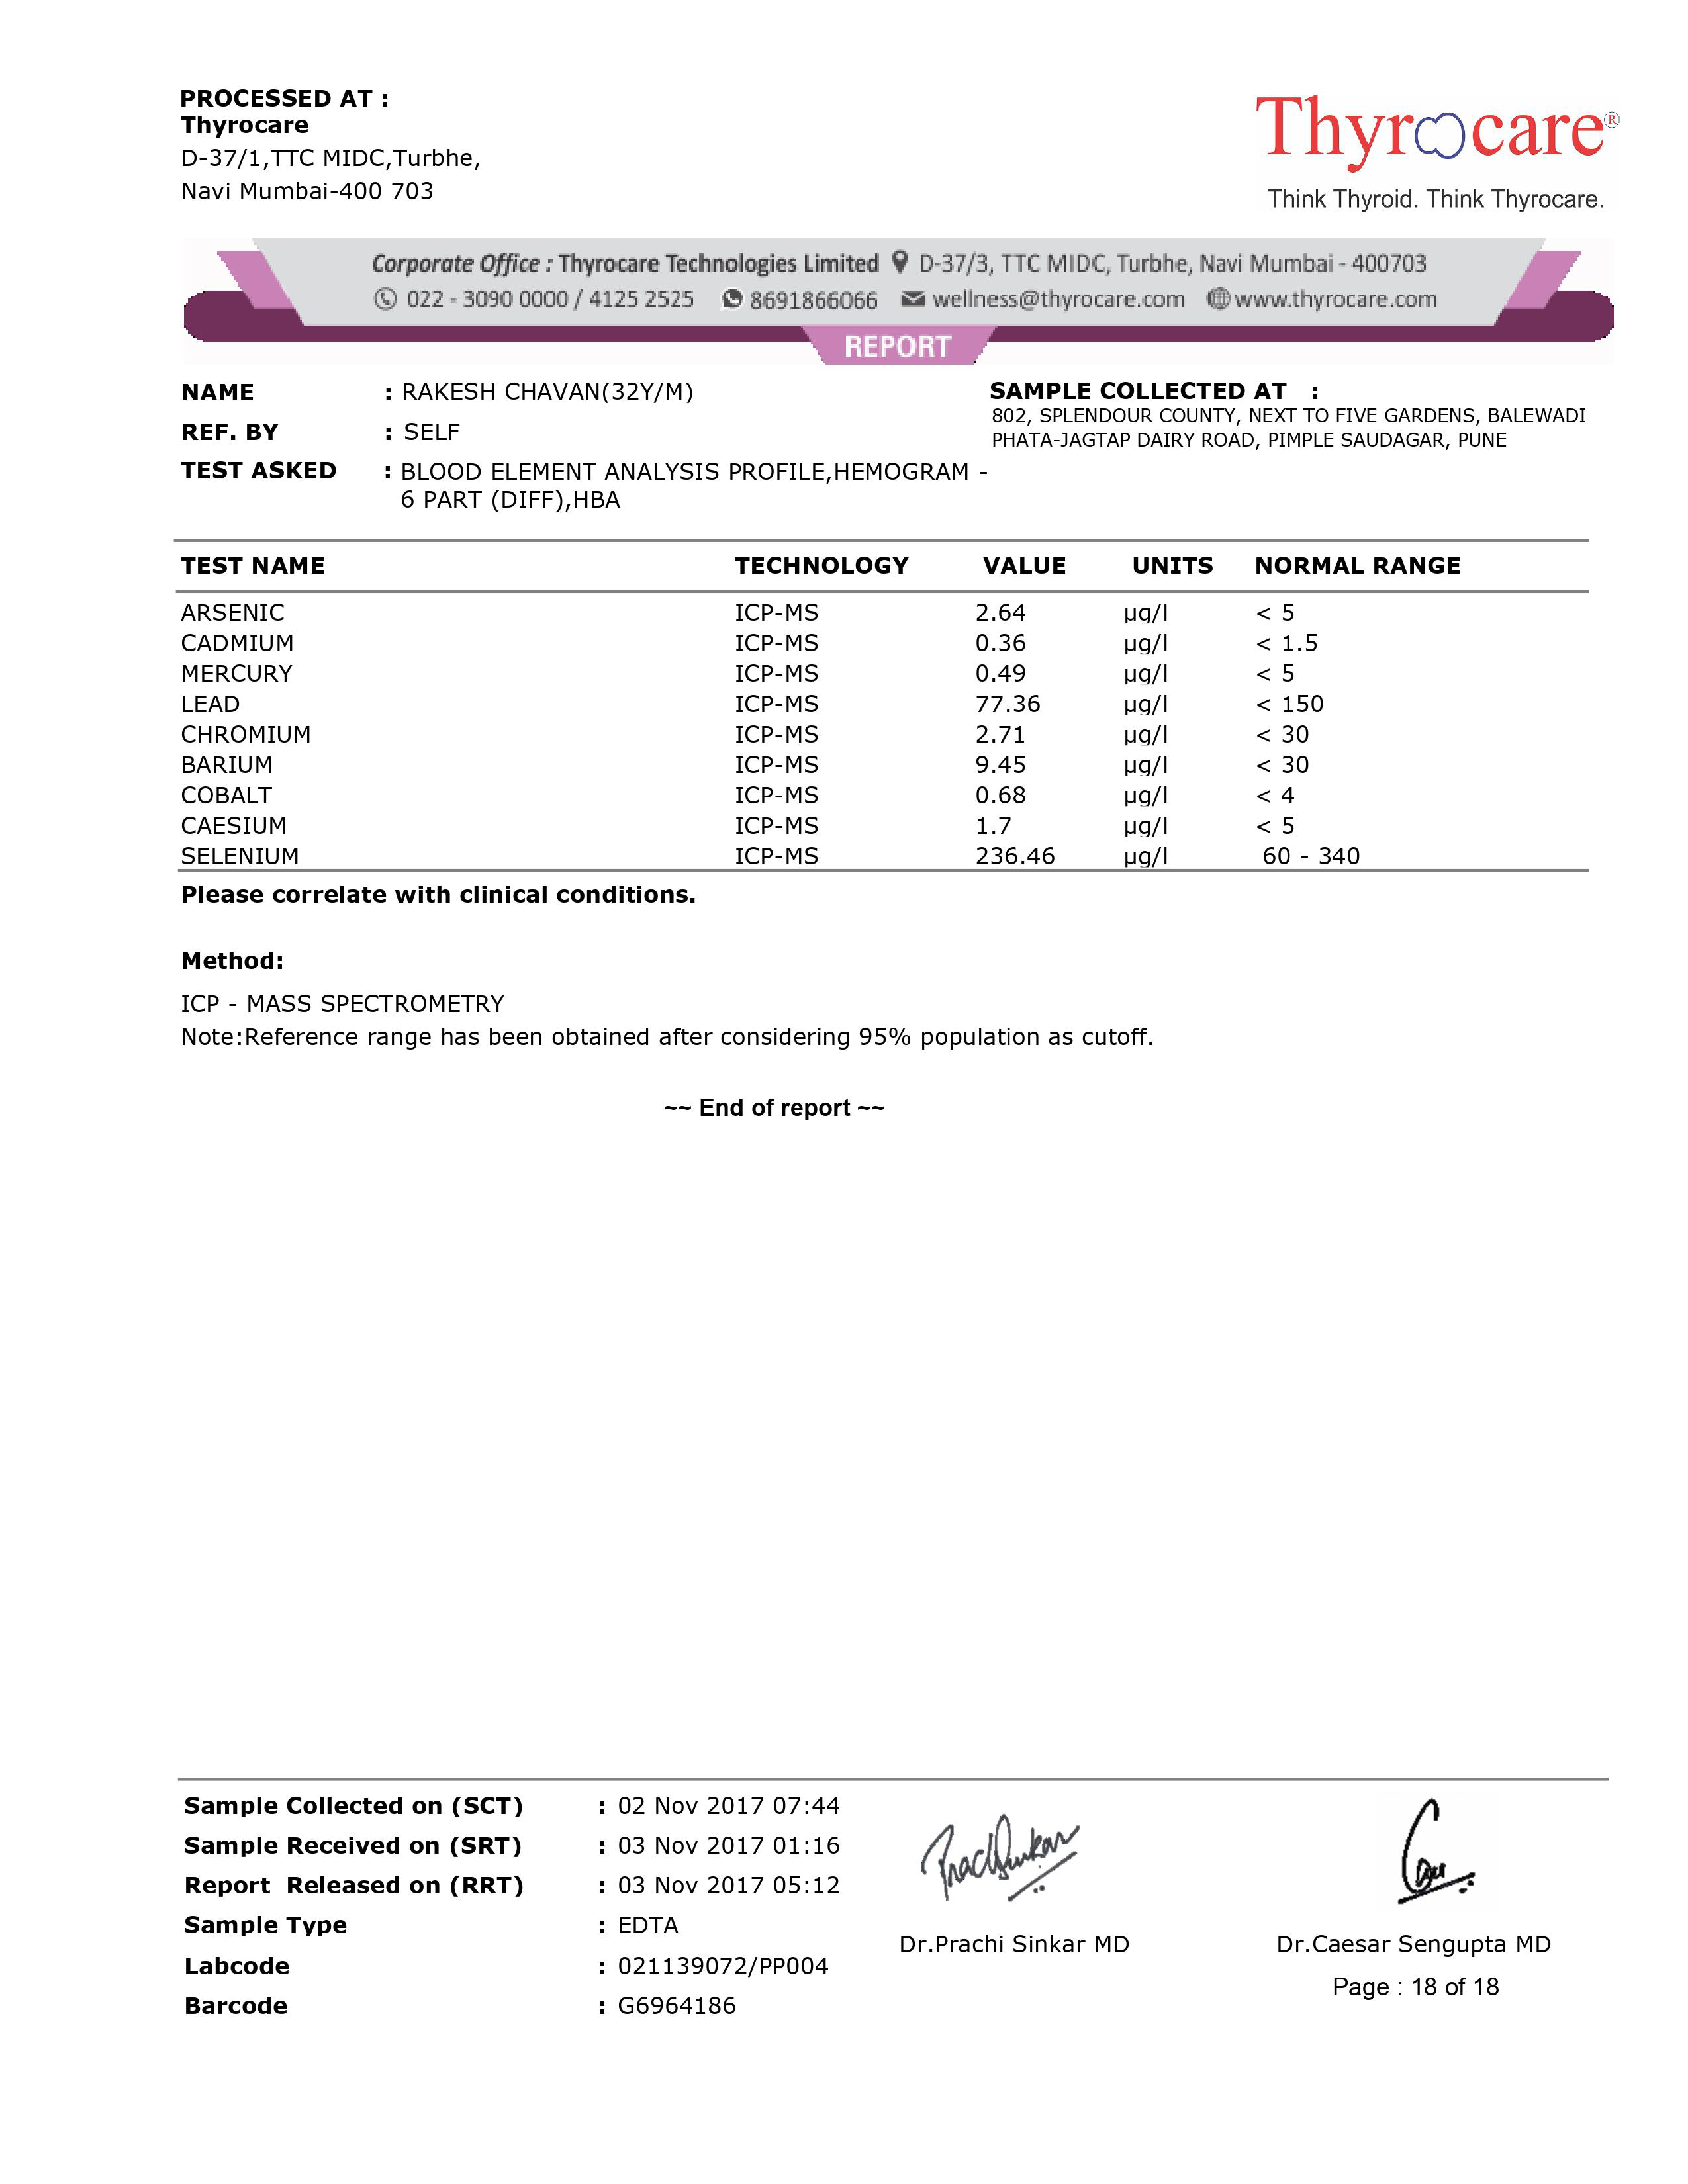 PROCESSED AT :
Thyrocare
D-37/1,TTC MIDC,Turbhe,
Navi Mumbai-400 703
Thyrocare®
Think Thyroid. Think Thyrocare.
Corporate Office : Thyrocare Technologies Limited D-37/3, TTC MIDC, Turbhe, Navi Mumbai - 400703
022 - 3090 0000 / 4125 2525 8691866066 wellness@thyrocare.com www.thyrocare.com
REPORT
NAME : RAKESH CHAVAN(32Y/M)
REF. BY : SELF
TEST ASKED : BLOOD ELEMENT ANALYSIS PROFILE,HEMOGRAM -
6 PART (DIFF),HBA
SAMPLE COLLECTED AT :
802, SPLENDOUR COUNTY, NEXT TO FIVE GARDENS, BALEWADI
PHATA-JAGTAP DAIRY ROAD, PIMPLE SAUDAGAR, PUNE
TEST NAME TECHNOLOGY VALUE UNITS NORMAL RANGE
ARSENIC ICP-MS 2.64 µg/l < 5
CADMIUM ICP-MS 0.36 µg/l < 1.5
MERCURY ICP-MS 0.49 µg/l < 5
LEAD ICP-MS 77.36 µg/l < 150
CHROMIUM ICP-MS 2.71 µg/l < 30
BARIUM ICP-MS 9.45 µg/l < 30
COBALT ICP-MS 0.68 µg/l < 4
CAESIUM ICP-MS 1.7 µg/l < 5
SELENIUM ICP-MS 236.46 µg/l 60 - 340
Please correlate with clinical conditions.
Method:
ICP - MASS SPECTROMETRY
Note:Reference range has been obtained after considering 95% population as cutoff.
~~ End of report ~~
Sample Collected on (SCT) : 02 Nov 2017 07:44
Sample Received on (SRT) : 03 Nov 2017 01:16
Report Released on (RRT) : 03 Nov 2017 05:12
Sample Type : EDTA
Labcode : 021139072/PP004
Barcode : G6964186
Dr.Prachi Sinkar MD
Dr.Caesar Sengupta MD
Page : 18 of 18